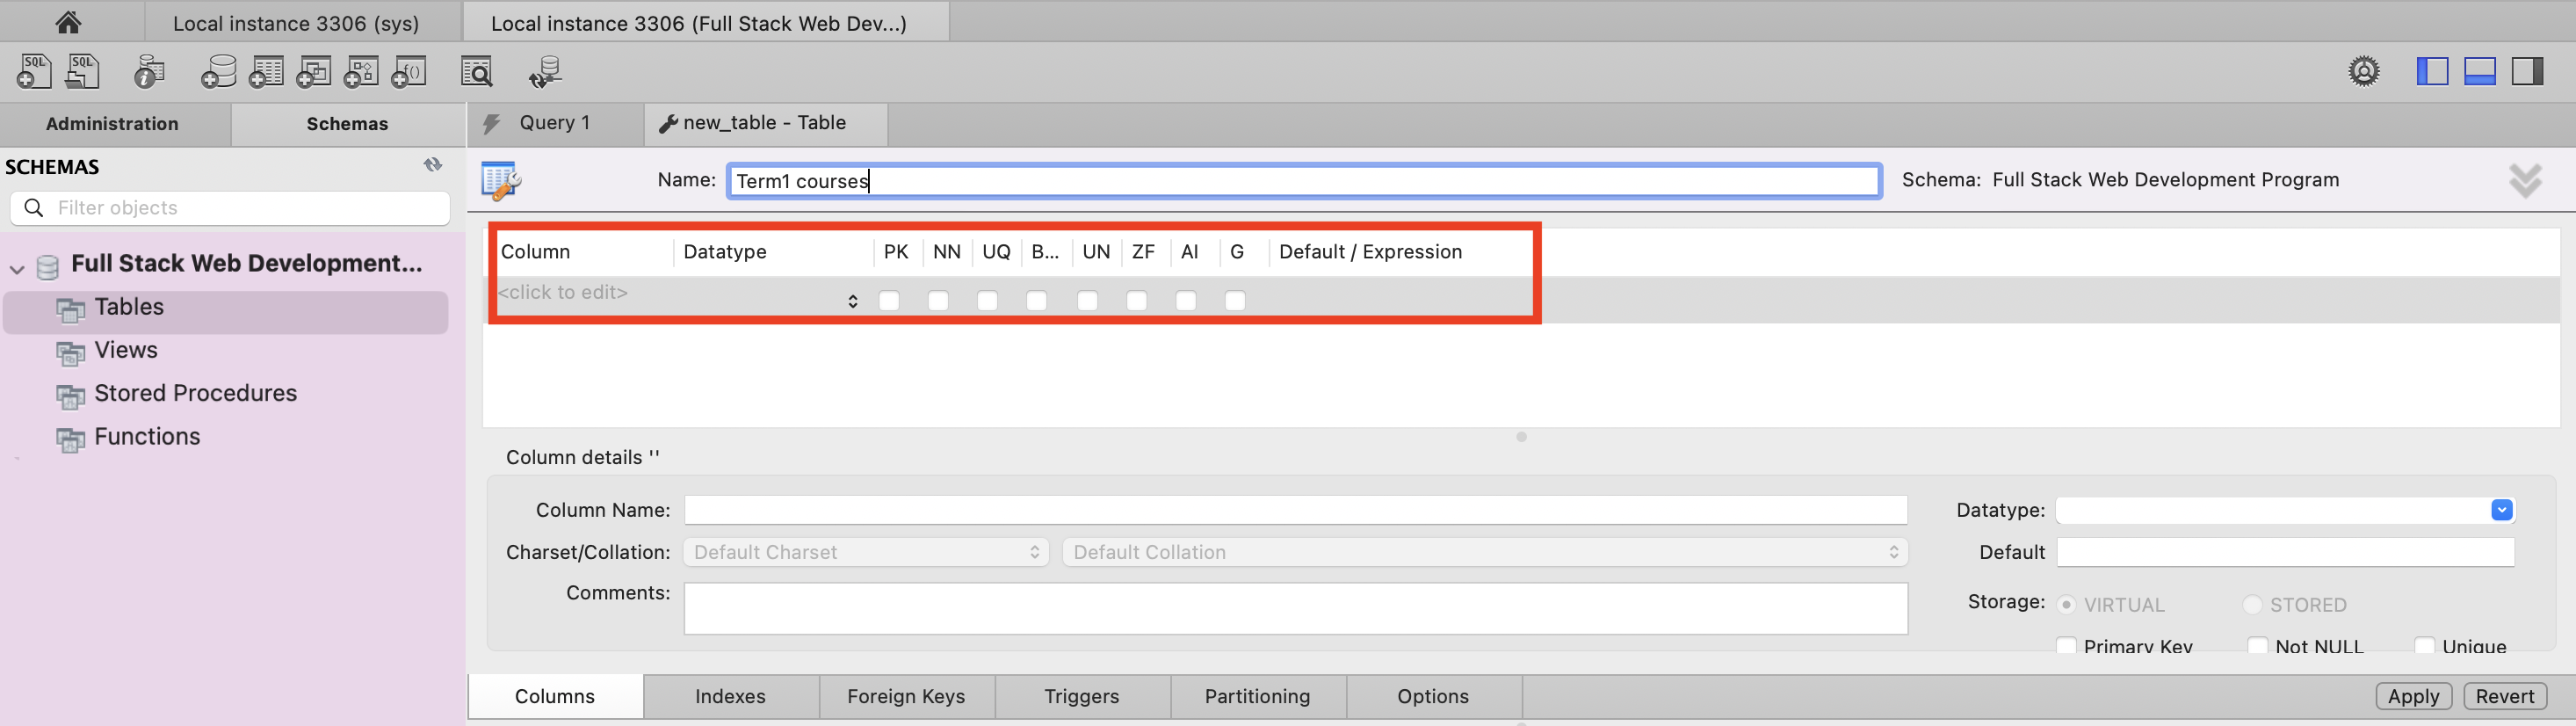 Local instance 3306 (sys)
Local instance 3306 (Full Stack Web Dev...)
SQL
SQL
Administration
Schemas
Query 1
new_table - Table
SCHEMAS
Filter objects
Name: Term1 courses
Schema: Full Stack Web Development Program
Full Stack Web Development...
Tables
Views
Stored Procedures
Functions
Column Datatype PK NN UQ B... UN ZF AI G Default / Expression
<click to edit>
Column details ''
Column Name:
Datatype:
Charset/Collation: Default Charset Default Collation
Default
Comments:
Storage: VIRTUAL STORED
Primary Key Not NULL Unique
Columns Indexes Foreign Keys Triggers Partitioning Options
Apply Revert